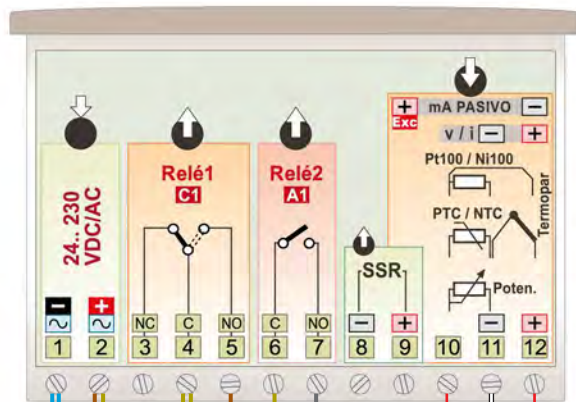 24.. 230
VDC/AC
Relé1
C1
Relé2
A1
SSR
+ mA PASIVO −
Exc
v / i − +
Pt100 / Ni100
PTC / NTC
Termopar
Poten.
− +
NC C NO C NO − + − +
1 2 3 4 5 6 7 8 9 10 11 12